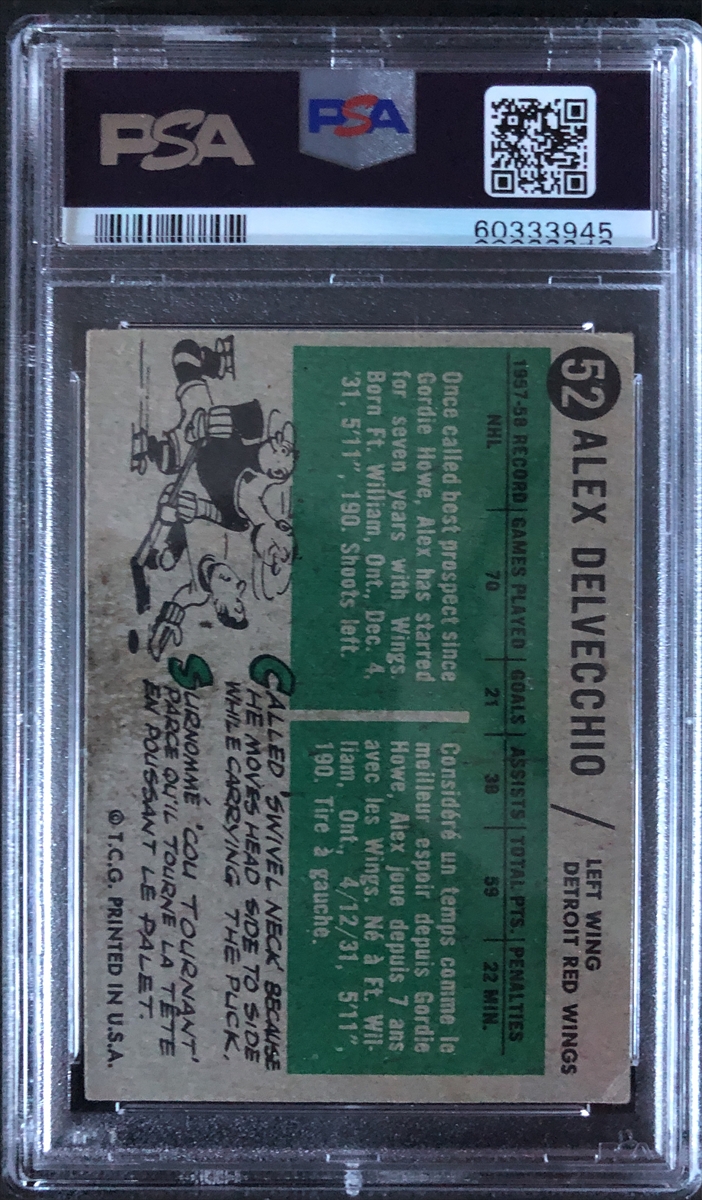 PSA
PSA
60333945
52 ALEX DELVECCHIO / LEFT WING
DETROIT RED WINGS
1957-58 RECORD | GAMES PLAYED | GOALS | ASSISTS | TOTAL PTS. | PENALTIES
NHL 70 21 38 59 22 MIN.
Once called best prospect since
Gordie Howe, Alex has starred
for seven years with Wings.
Born Ft. William, Ont., Dec. 4,
'31, 5'11", 190. Shoots left.
Considéré un temps comme le
meilleur espoir depuis Gordie
Howe, Alex joue depuis 7 ans
avec les Wings. Né à Ft. Wil-
liam, Ont., 4/12/31, 5'11",
190. Tire à gauche.
CALLED 'SWIVEL NECK' BECAUSE
HE MOVES HEAD SIDE TO SIDE
WHILE CARRYING THE PUCK.
SURNOMMÉ 'COU TOURNANT'
PARCE QU'IL TOURNE LA TÊTE
EN POUSSANT LE PALET.
© T.C.G. PRINTED IN U.S.A.